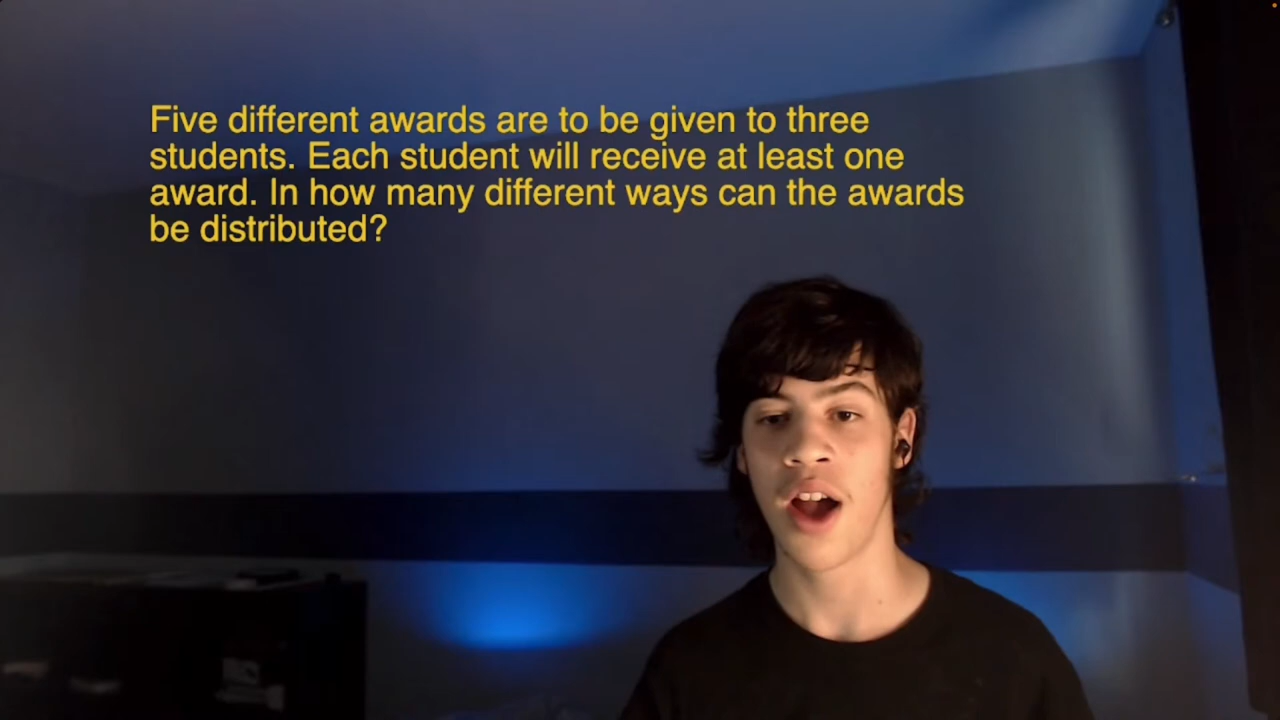 Five different awards are to be given to three
students. Each student will receive at least one
award. In how many different ways can the awards
be distributed?